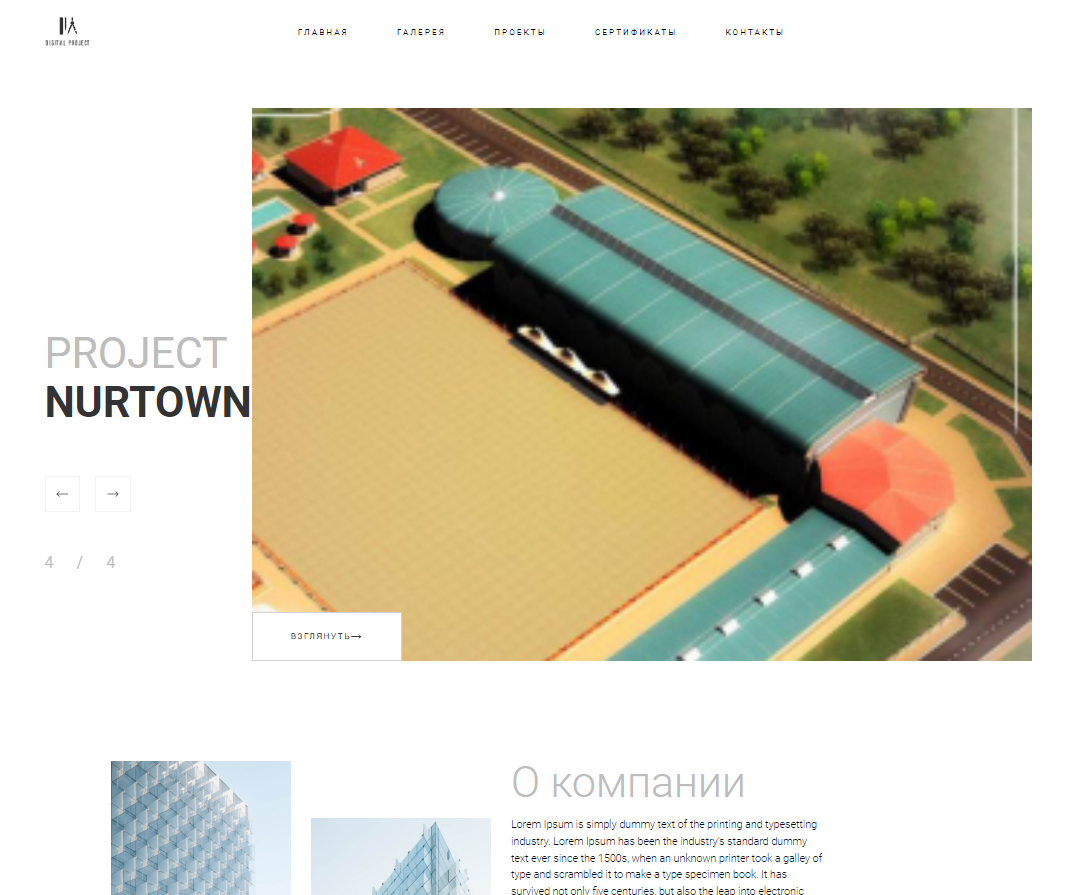 DIGITAL PROJECT
ГЛАВНАЯ
ГАЛЕРЕЯ
ПРОЕКТЫ
СЕРТИФИКАТЫ
КОНТАКТЫ
PROJECT
NURTOWN
←
→
4 / 4
ВЗГЛЯНУТЬ⟶
О компании
Lorem Ipsum is simply dummy text of the printing and typesetting
industry. Lorem Ipsum has been the industry's standard dummy
text ever since the 1500s, when an unknown printer took a galley of
type and scrambled it to make a type specimen book. It has
survived not only five centuries, but also the leap into electronic